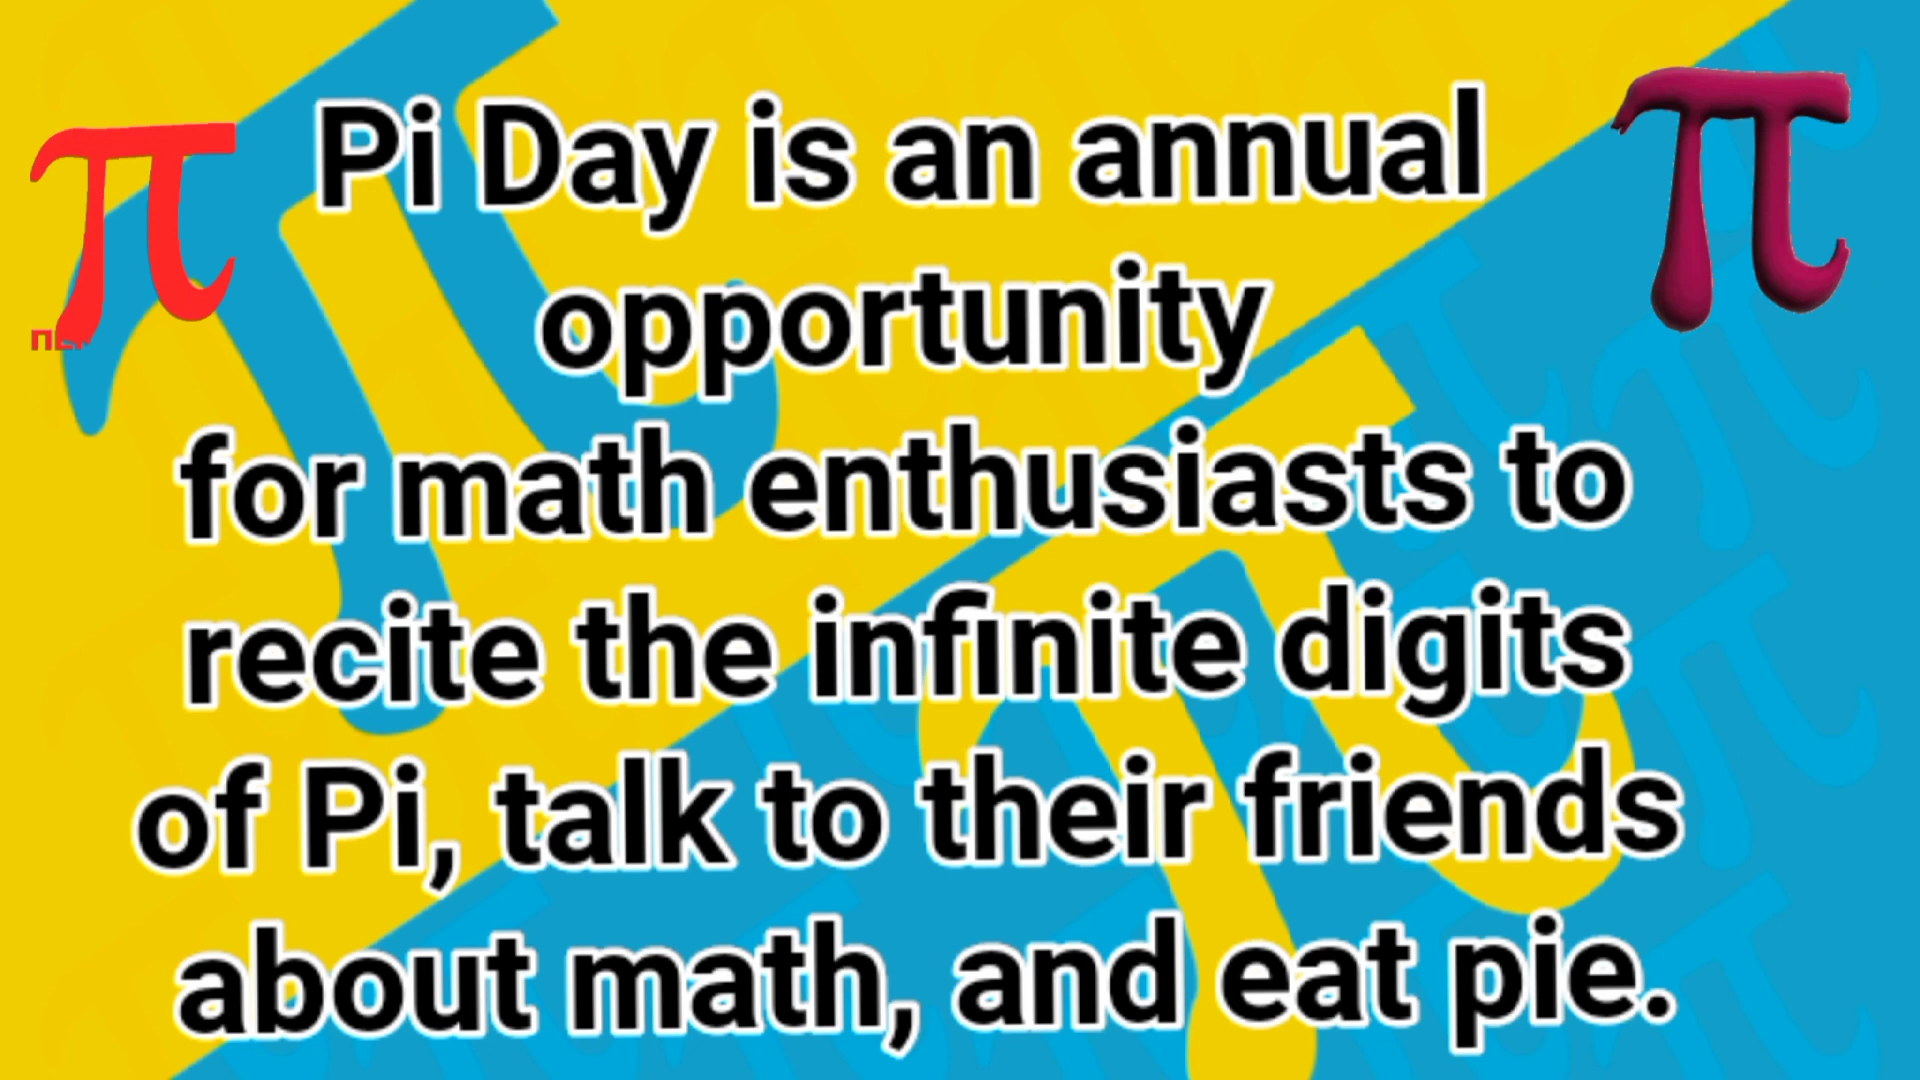 Pi Day is an annual
opportunity
for math enthusiasts to
recite the infinite digits
of Pi, talk to their friends
about math, and eat pie.
π
π